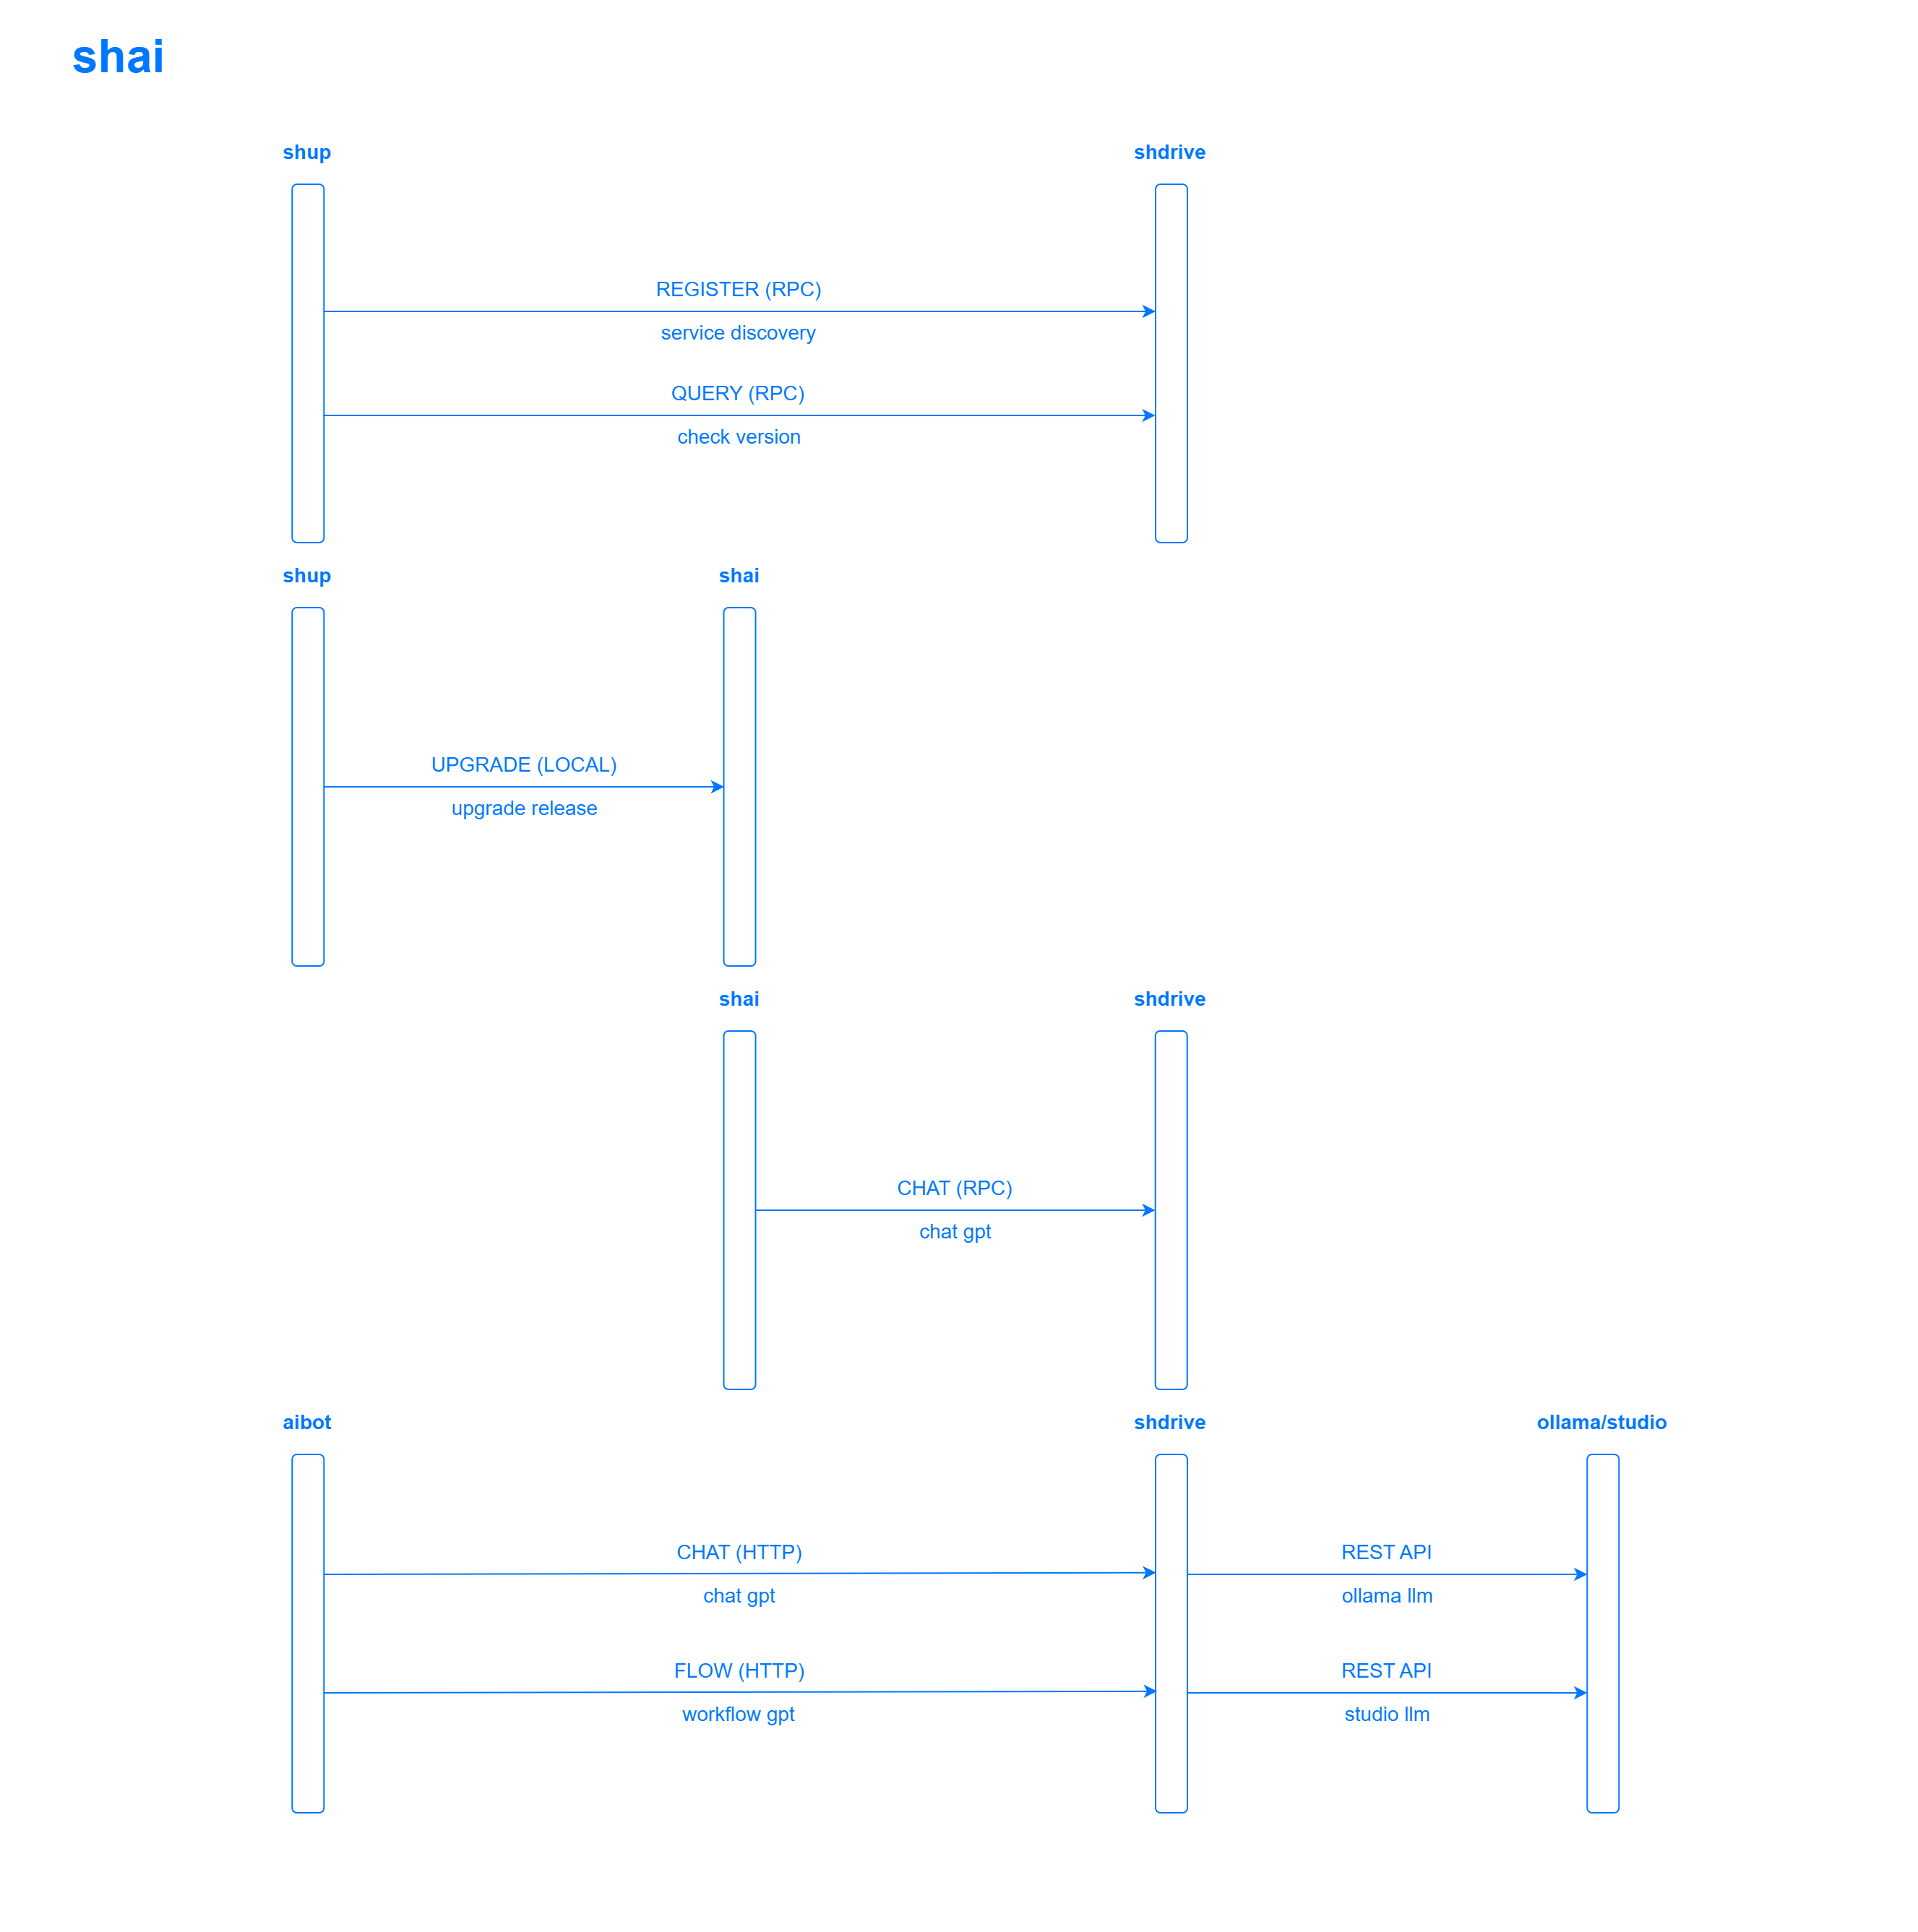 shai
shup
shdrive
REGISTER (RPC)
service discovery
QUERY (RPC)
check version
shup
shai
UPGRADE (LOCAL)
upgrade release
shai
shdrive
CHAT (RPC)
chat gpt
aibot
shdrive
ollama/studio
CHAT (HTTP)
REST API
chat gpt
ollama llm
FLOW (HTTP)
REST API
workflow gpt
studio llm